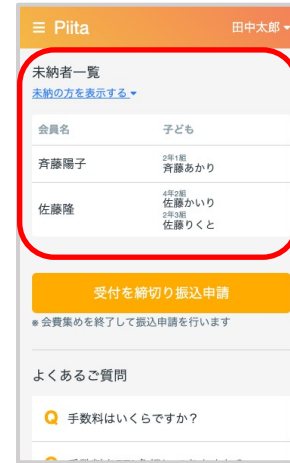 ≡ Piita 田中太郎
未納者一覧
未納の方を表示する
会員名 子ども
斉藤陽子 2年1組
斉藤あかり
佐藤隆 4年2組
佐藤かいり
2年3組
佐藤りくと
受付を締切り振込申請
※会費集めを終了して振込申請を行います
よくあるご質問
Q 手数料はいくらですか？